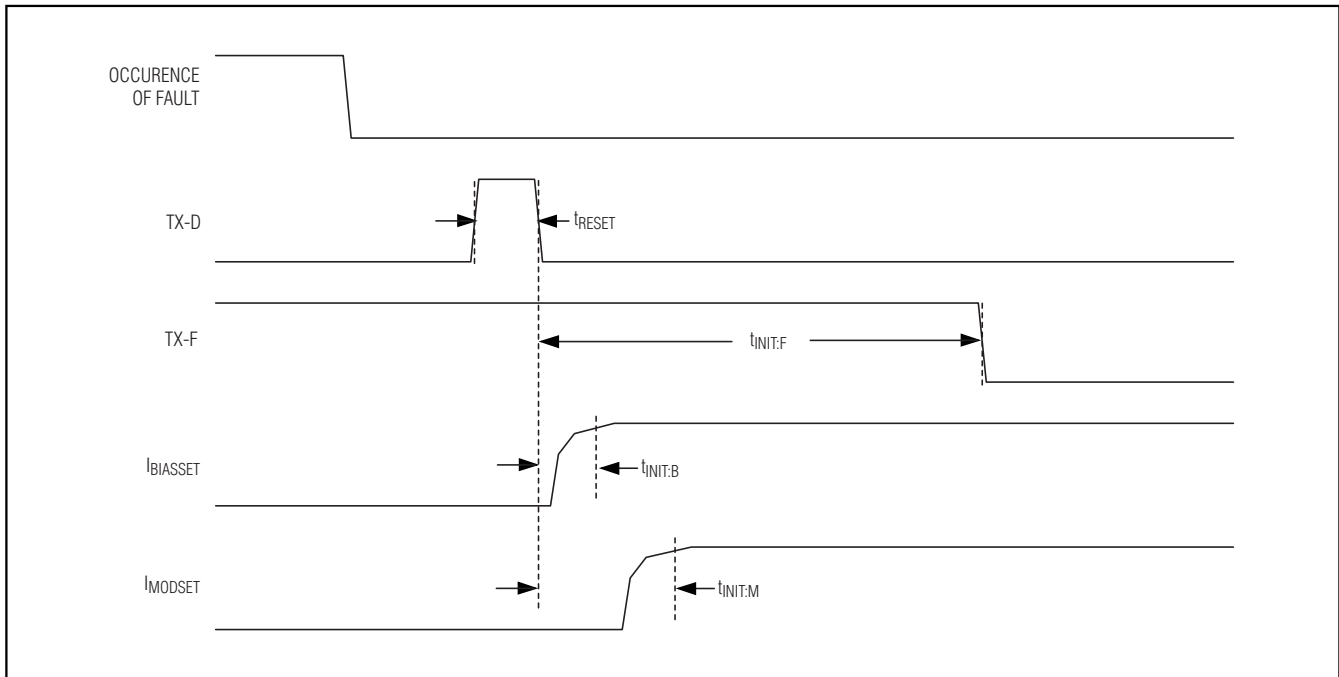 OCCURENCE
OF FAULT
TX-D
tRESET
TX-F
tINIT:F
IBIASSET
tINIT:B
IMODSET
tINIT:M